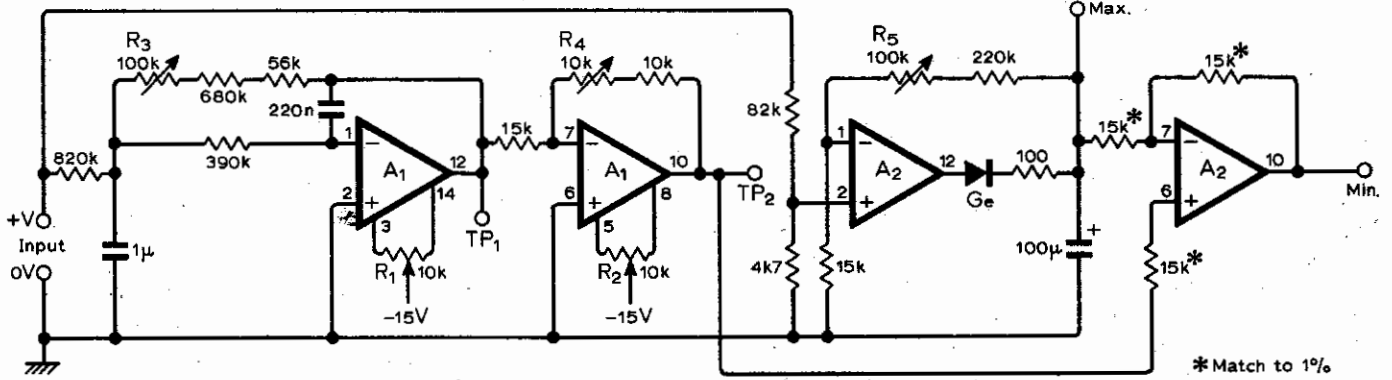 Max.
R3
100k
680k
56k
220n
390k
820k
1
2
3
14
12
A1
TP1
R1
10k
-15V
+V
Input
0V
1μ
15k
R4
10k
10k
7
6
5
8
10
A1
TP2
R2
10k
-15V
82k
4k7
R5
100k
220k
1
2
12
A2
Ge
100
15k
100μ
+
15k*
15k*
7
6
10
A2
15k*
Min.
*Match to 1%